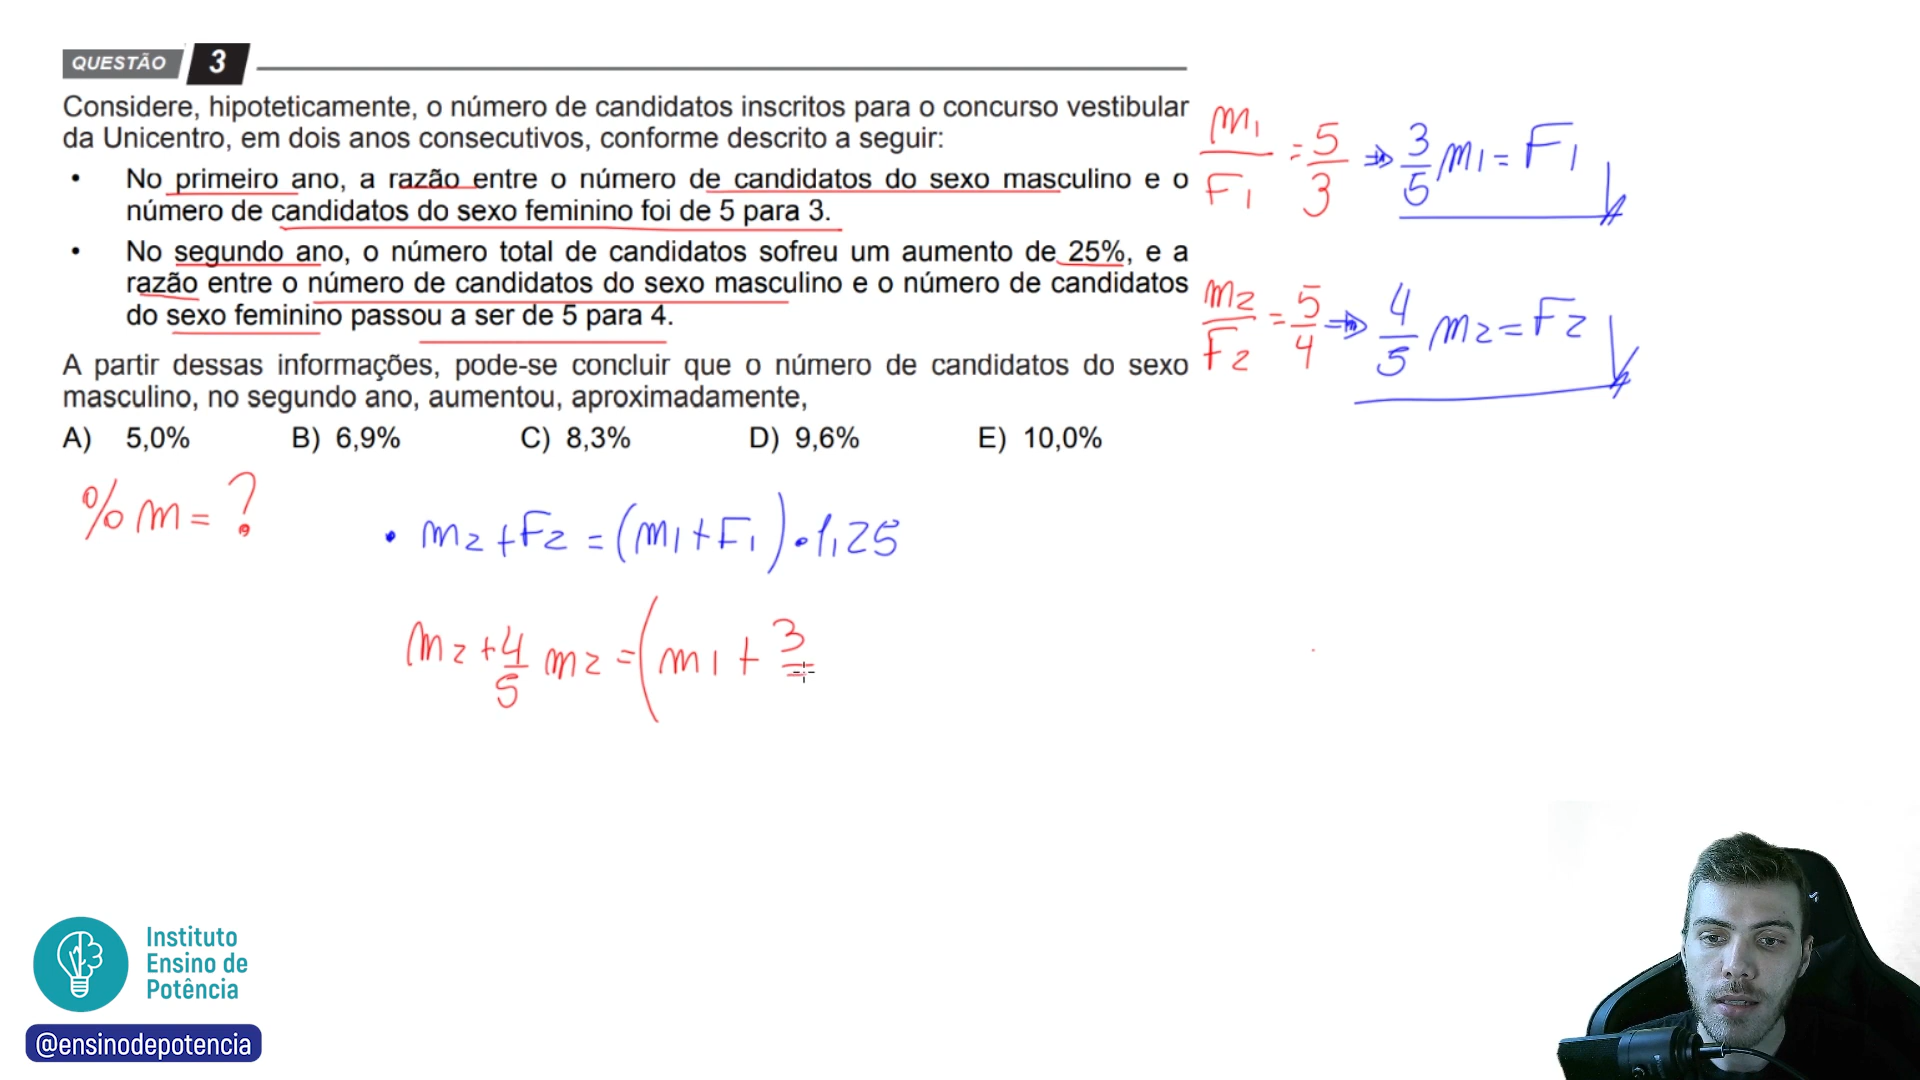 QUESTÃO 3
Considere, hipoteticamente, o número de candidatos inscritos para o concurso vestibular
da Unicentro, em dois anos consecutivos, conforme descrito a seguir:
• No primeiro ano, a razão entre o número de candidatos do sexo masculino e o
número de candidatos do sexo feminino foi de 5 para 3.
• No segundo ano, o número total de candidatos sofreu um aumento de 25%, e a
razão entre o número de candidatos do sexo masculino e o número de candidatos
do sexo feminino passou a ser de 5 para 4.
A partir dessas informações, pode-se concluir que o número de candidatos do sexo
masculino, no segundo ano, aumentou, aproximadamente,
A) 5,0% B) 6,9% C) 8,3% D) 9,6% E) 10,0%
m1/F1 = 5/3 ⇒ 3/5 m1 = F1
m2/F2 = 5/4 ⇒ 4/5 m2 = F2
% m = ?
• m2 + F2 = (m1 + F1) • 1,25
m2 + 4/5 m2 = (m1 + 3/
Instituto
Ensino de
Potência
@ensinodepotencia